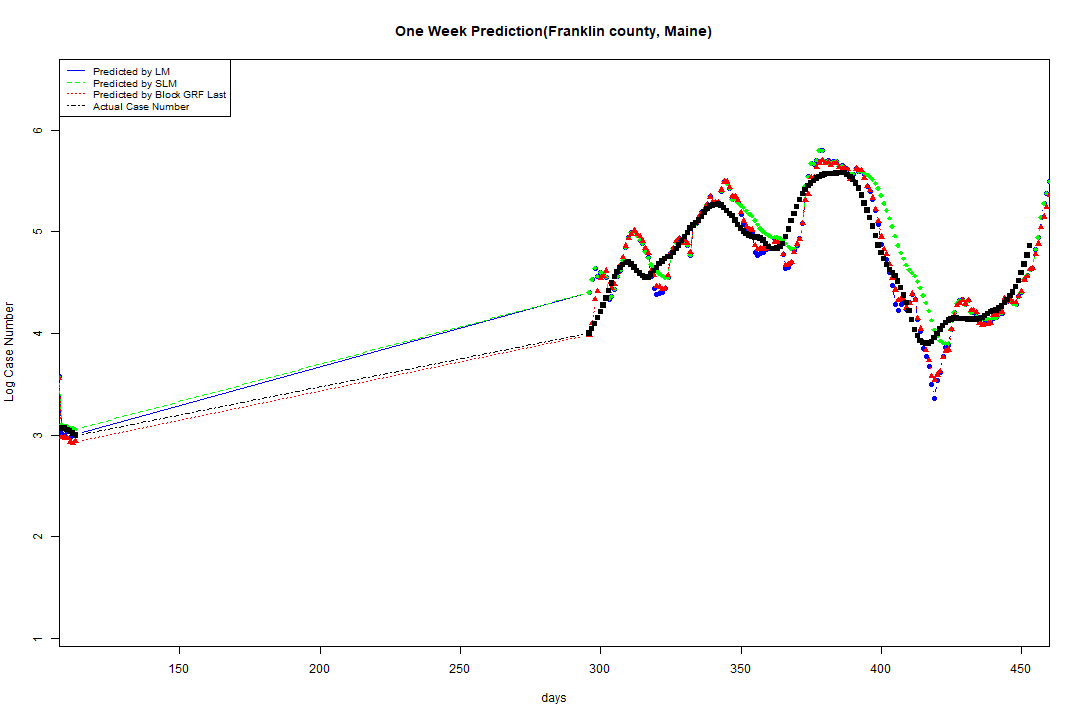 One Week Prediction(Franklin county, Maine)
Predicted by LM
Predicted by SLM
Predicted by Block GRF Last
Actual Case Number
Log Case Number
6
5
4
3
2
1
150 200 250 300 350 400 450
days